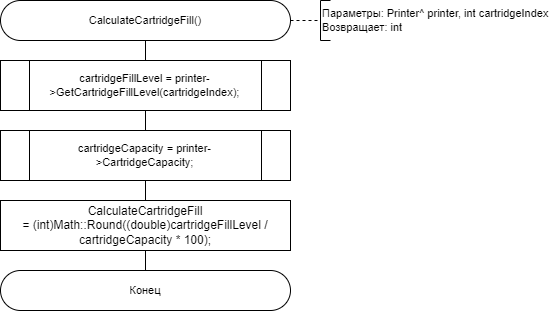 CalculateCartridgeFill()
Параметры: Printer^ printer, int cartridgeIndex
Возвращает: int
cartridgeFillLevel = printer-
>GetCartridgeFillLevel(cartridgeIndex);
cartridgeCapacity = printer-
>CartridgeCapacity;
CalculateCartridgeFill
= (int)Math::Round((double)cartridgeFillLevel /
cartridgeCapacity * 100);
Конец